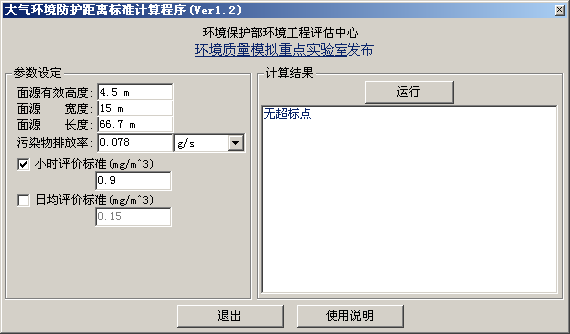 大气环境防护距离标准计算程序(Ver1.2)
环境保护部环境工程评估中心
环境质量模拟重点实验室发布
参数设定
面源有效高度: 4.5 m
面源 宽度: 15 m
面源 长度: 66.7 m
污染物排放率: 0.078 g/s
小时评价标准(mg/m^3)
0.9
日均评价标准(mg/m^3)
0.15
计算结果
运行
无超标点
退出 使用说明